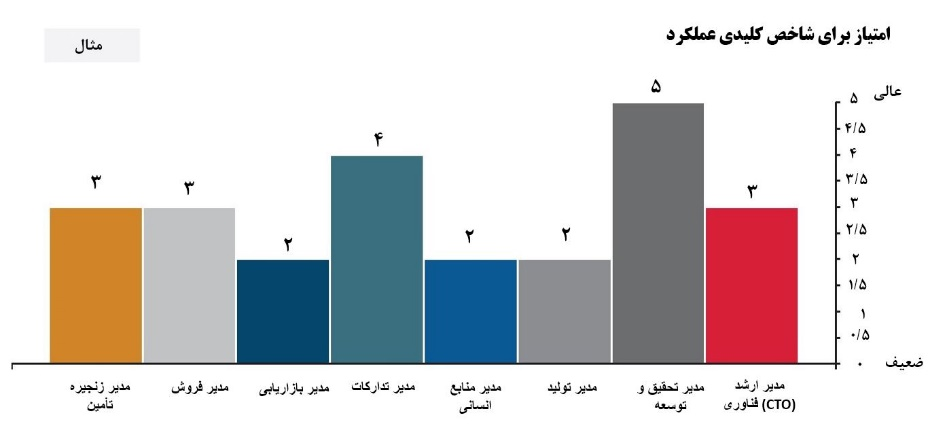 امتیاز برای شاخص کلیدی عملکرد
مثال
عالی
۵
۴/۵
۴
۳/۵
۳
۲/۵
۲
۱/۵
۱
۰/۵
۰
ضعیف
۳
۵
۲
۲
۴
۲
۳
۳
مدیر ارشد
فناوری (CTO)
مدیر تحقیق و
توسعه
مدیر تولید
مدیر منابع
انسانی
مدیر تدارکات
مدیر بازاریابی
مدیر فروش
مدیر زنجیره
تأمین